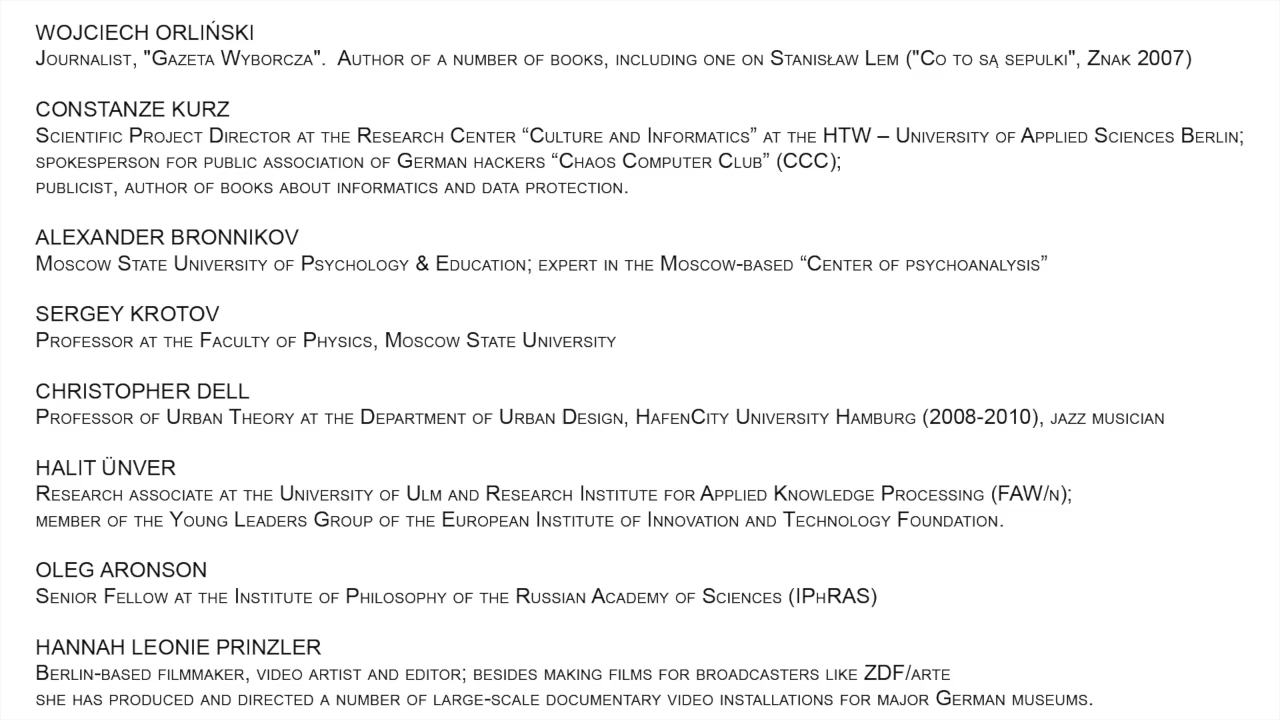 WOJCIECH ORLIŃSKI
Journalist, "Gazeta Wyborcza". Author of a number of books, including one on Stanisław Lem ("Co to są sepulki", Znak 2007)
CONSTANZE KURZ
Scientific Project Director at the Research Center “Culture and Informatics” at the HTW – University of Applied Sciences Berlin;
spokesperson for public association of German hackers “Chaos Computer Club” (CCC);
publicist, author of books about informatics and data protection.
ALEXANDER BRONNIKOV
Moscow State University of Psychology & Education; expert in the Moscow-based “Center of psychoanalysis”
SERGEY KROTOV
Professor at the Faculty of Physics, Moscow State University
CHRISTOPHER DELL
Professor of Urban Theory at the Department of Urban Design, HafenCity University Hamburg (2008-2010), jazz musician
HALIT ÜNVER
Research associate at the University of Ulm and Research Institute for Applied Knowledge Processing (FAW/n);
member of the Young Leaders Group of the European Institute of Innovation and Technology Foundation.
OLEG ARONSON
Senior Fellow at the Institute of Philosophy of the Russian Academy of Sciences (IPhRAS)
HANNAH LEONIE PRINZLER
Berlin-based filmmaker, video artist and editor; besides making films for broadcasters like ZDF/arte
she has produced and directed a number of large-scale documentary video installations for major German museums.